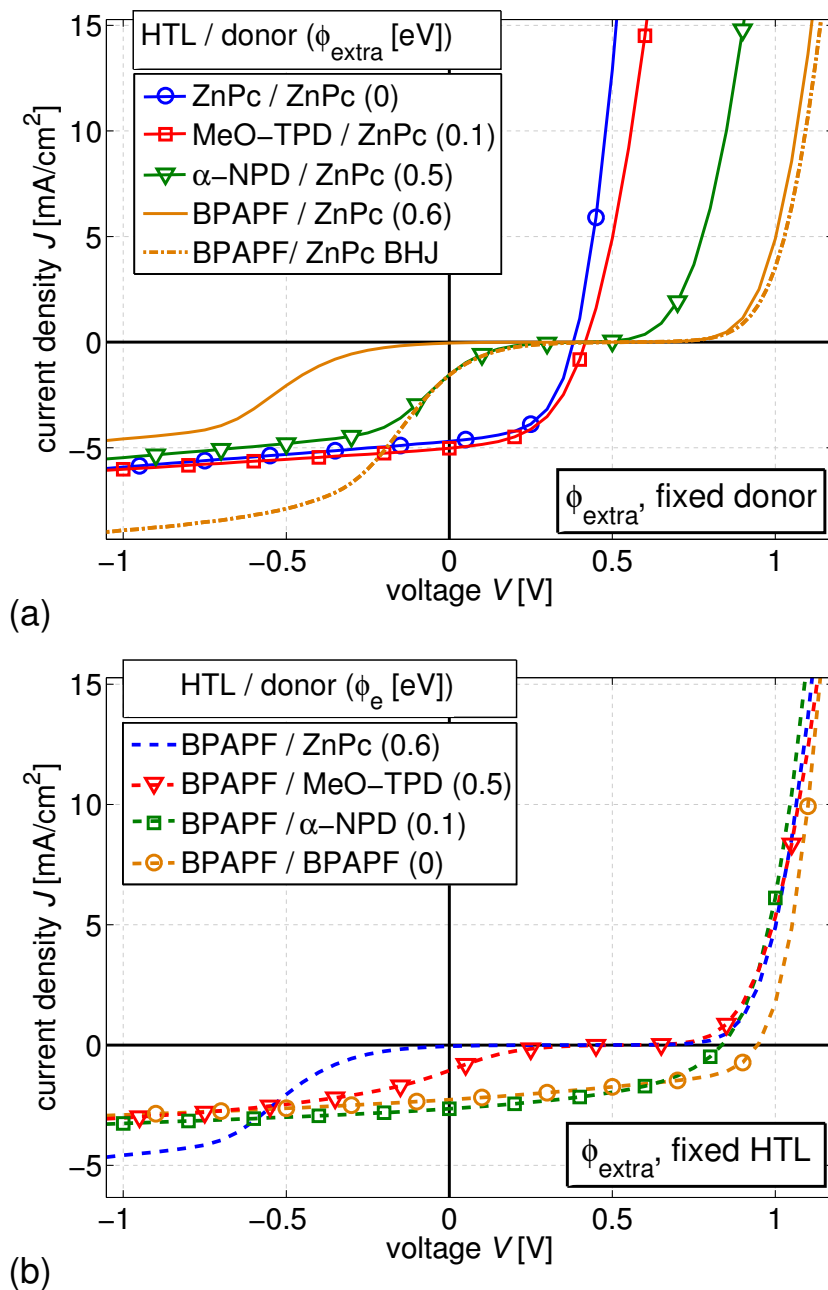 HTL / donor (ϕextra [eV])
ZnPc / ZnPc (0)
MeO−TPD / ZnPc (0.1)
α−NPD / ZnPc (0.5)
BPAPF / ZnPc (0.6)
BPAPF/ ZnPc BHJ
15
10
5
0
−5
current density J [mA/cm²]
ϕextra, fixed donor
−1
−0.5
0
0.5
1
voltage V [V]
(a)
HTL / donor (ϕe [eV])
BPAPF / ZnPc (0.6)
BPAPF / MeO−TPD (0.5)
BPAPF / α−NPD (0.1)
BPAPF / BPAPF (0)
15
10
5
0
−5
current density J [mA/cm²]
ϕextra, fixed HTL
−1
−0.5
0
0.5
1
voltage V [V]
(b)